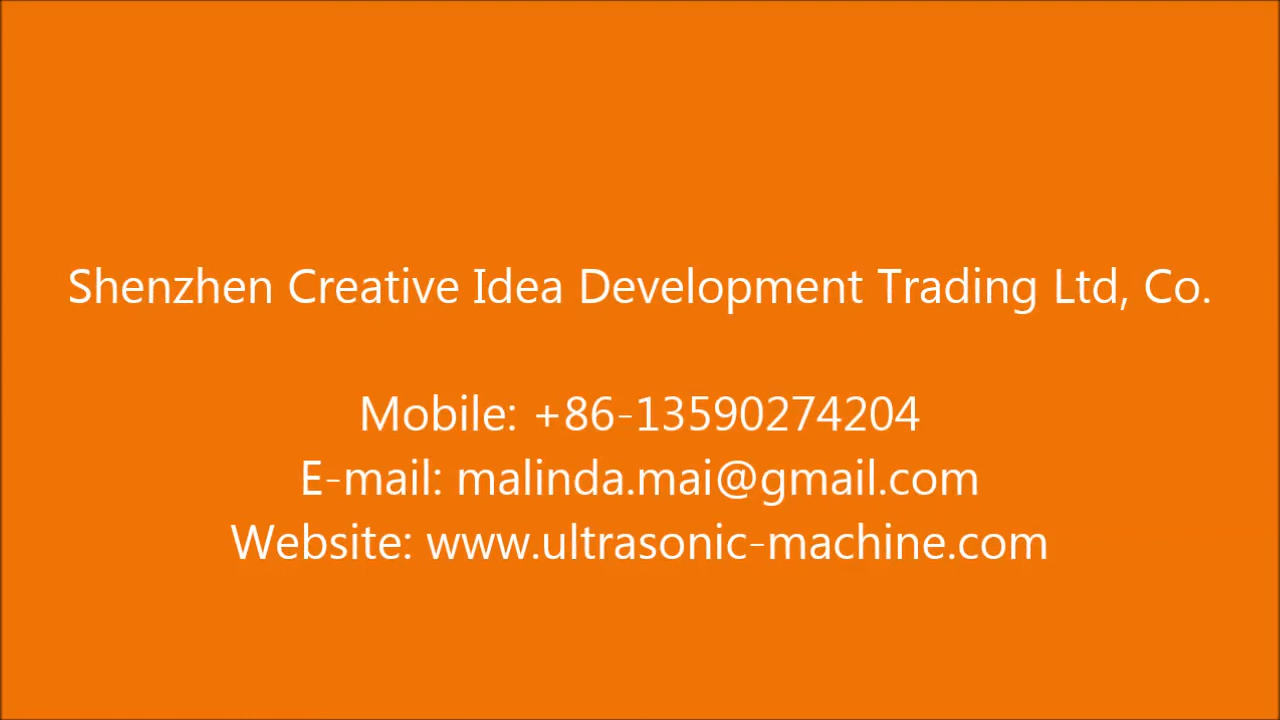 Shenzhen Creative Idea Development Trading Ltd, Co.
Mobile: +86-13590274204
E-mail: malinda.mai@gmail.com
Website: www.ultrasonic-machine.com